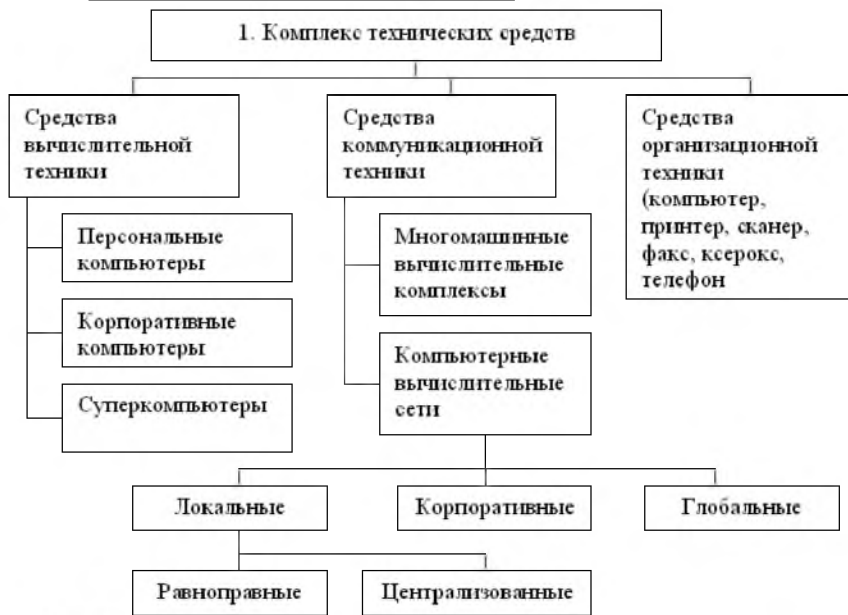 1. Комплекс технических средств
Средства
вычислительной
техники
Персональные
компьютеры
Корпоративные
компьютеры
Суперкомпьютеры
Средства
коммуникационной
техники
Многомашинные
вычислительные
комплексы
Компьютерные
вычислительные
сети
Средства
организационной
техники
(компьютер,
принтер, сканер,
факс, ксерокс,
телефон
Локальные
Корпоративные
Глобальные
Равноправные
Централизованные